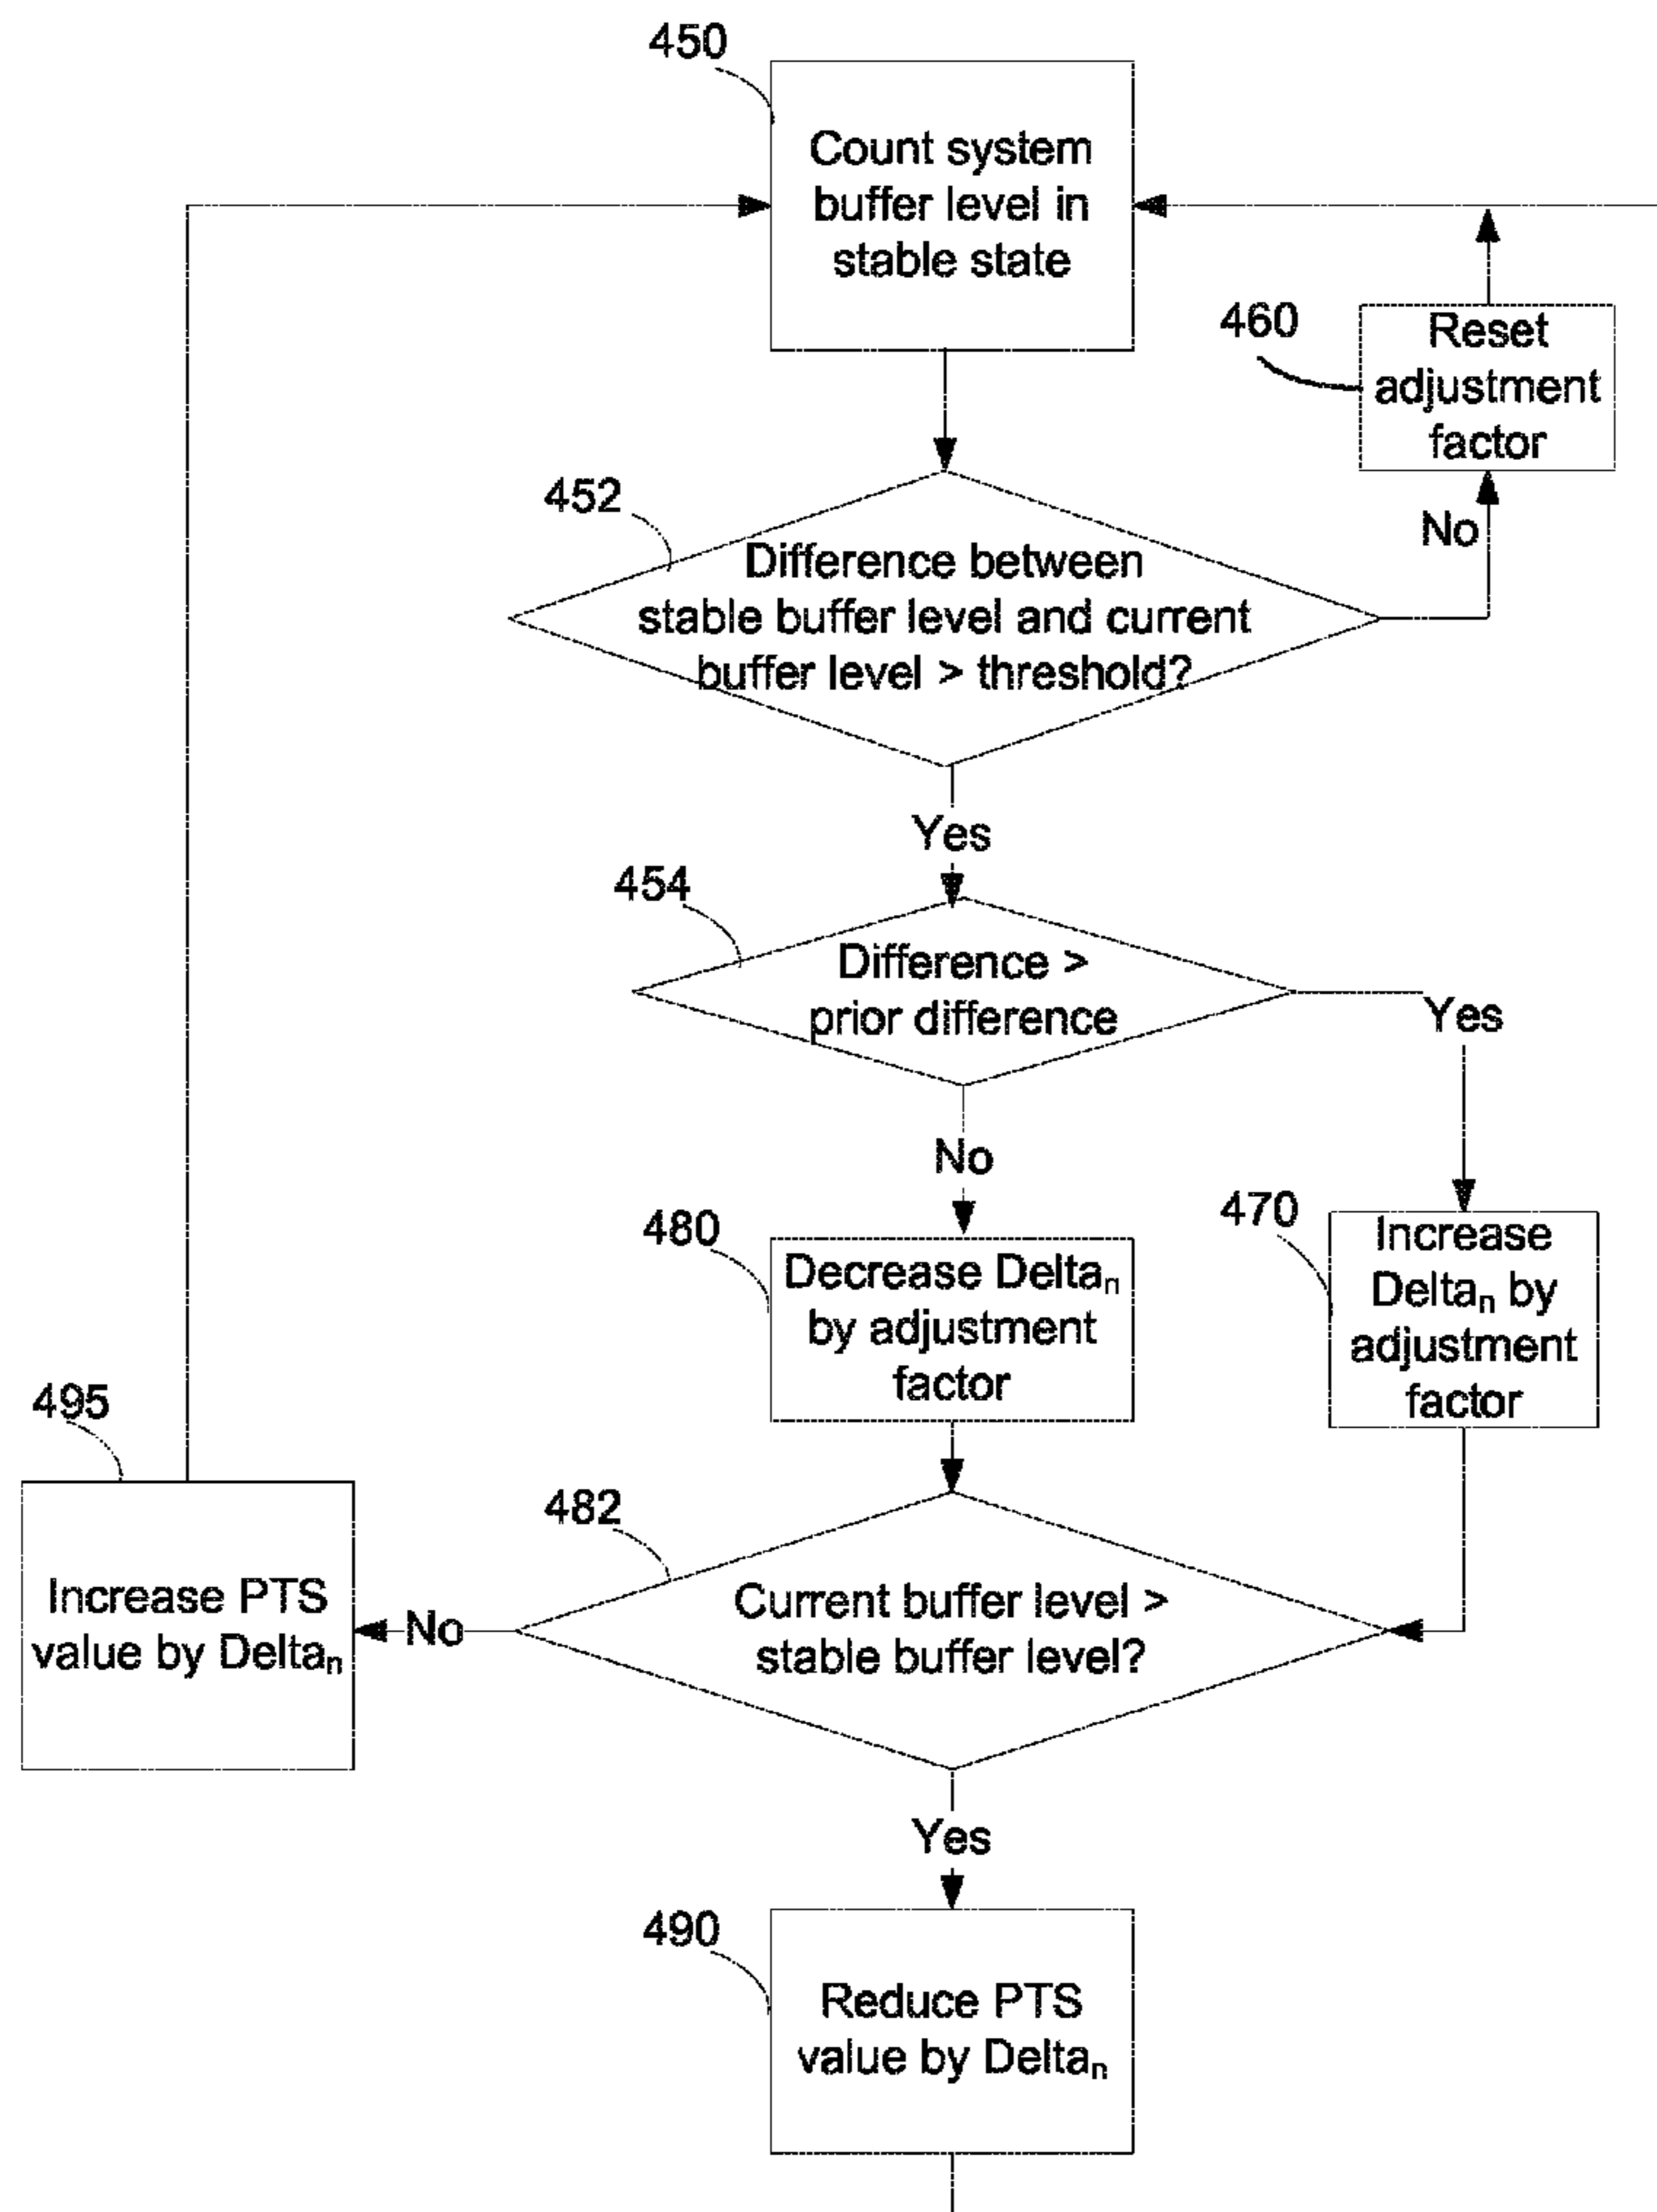 450
Count system
buffer level in
stable state
460
Reset
adjustment
factor
452
Difference between
stable buffer level and current
buffer level > threshold?
No
Yes
454
Difference >
prior difference
Yes
No
480
Decrease Deltaₙ
by adjustment
factor
470
Increase
Deltaₙ by
adjustment
factor
495
Increase PTS
value by Deltaₙ
482
Current buffer level >
stable buffer level?
No
Yes
490
Reduce PTS
value by Deltaₙ